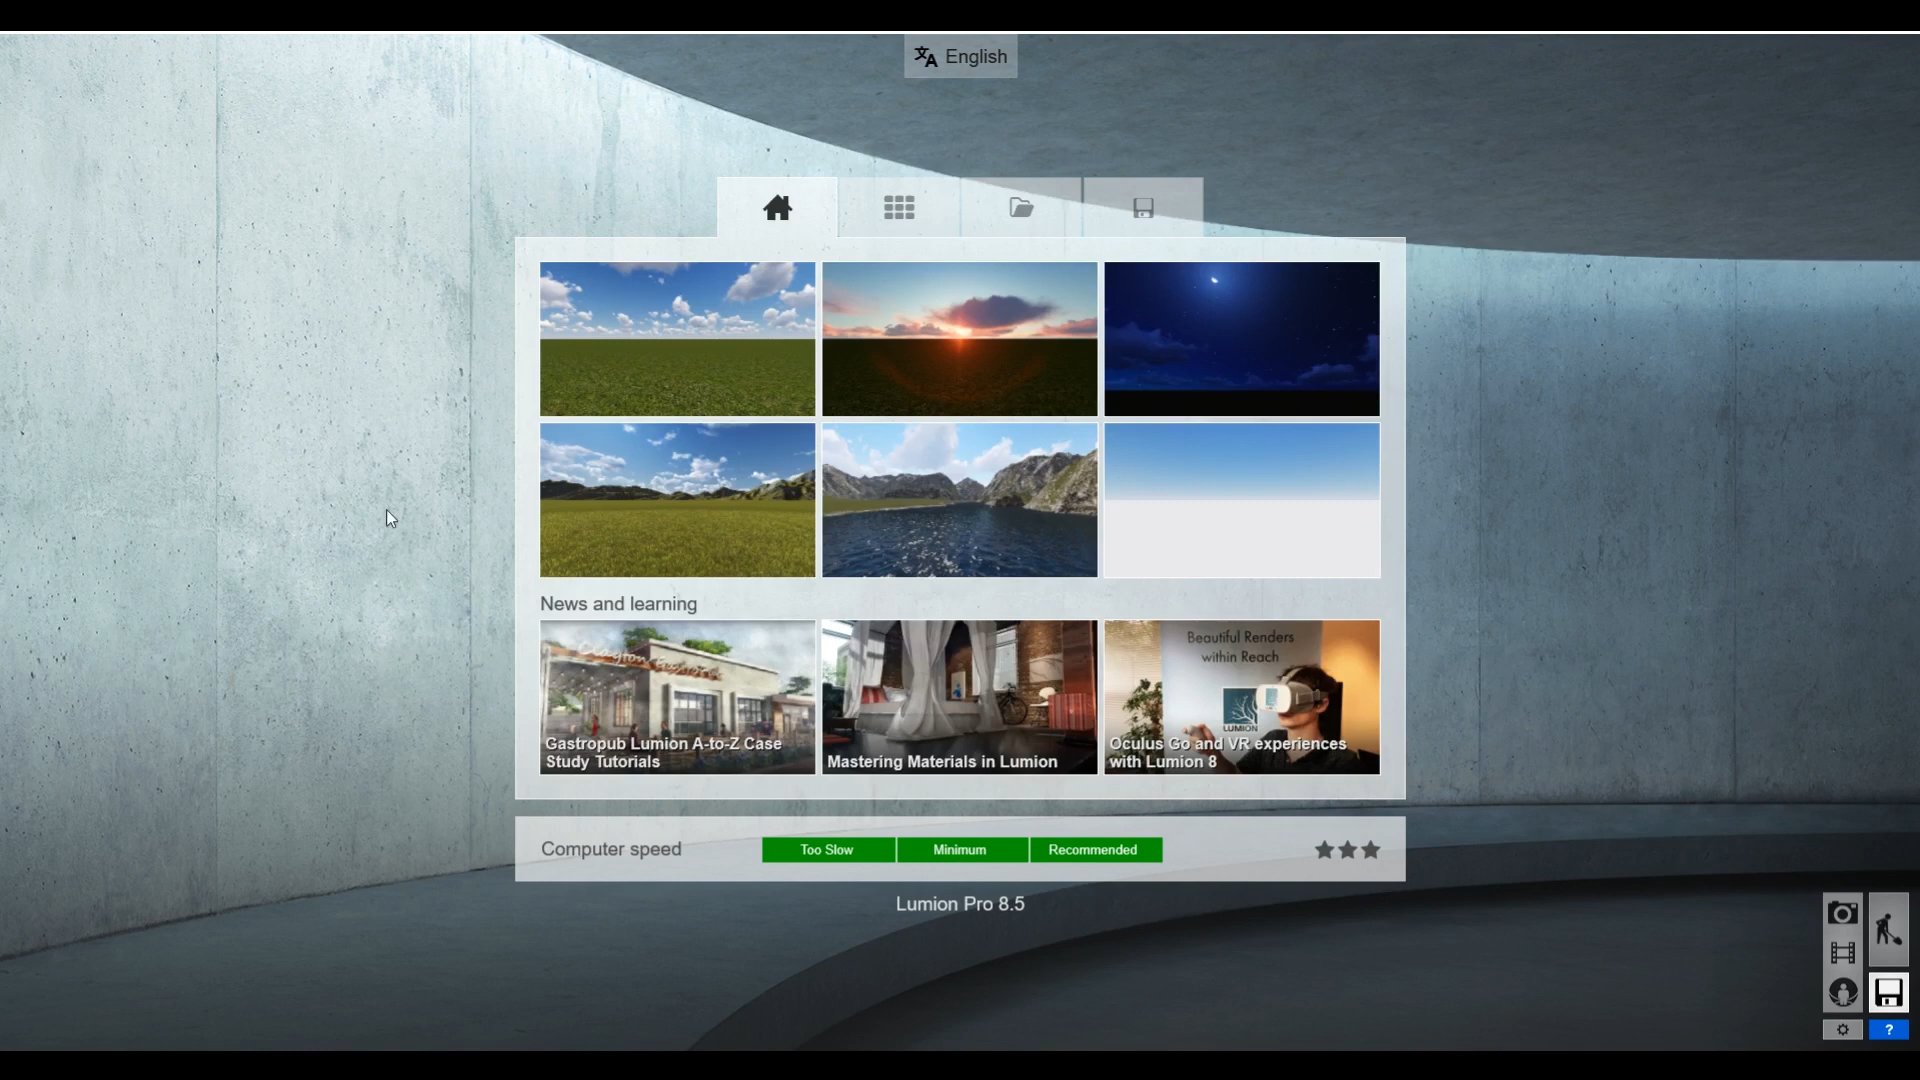 English
News and learning
Gastropub Lumion A-to-Z Case
Study Tutorials
Mastering Materials in Lumion
Beautiful Renders
within Reach
LUMION
Oculus Go and VR experiences
with Lumion 8
Computer speed
Too Slow
Minimum
Recommended
Lumion Pro 8.5
?